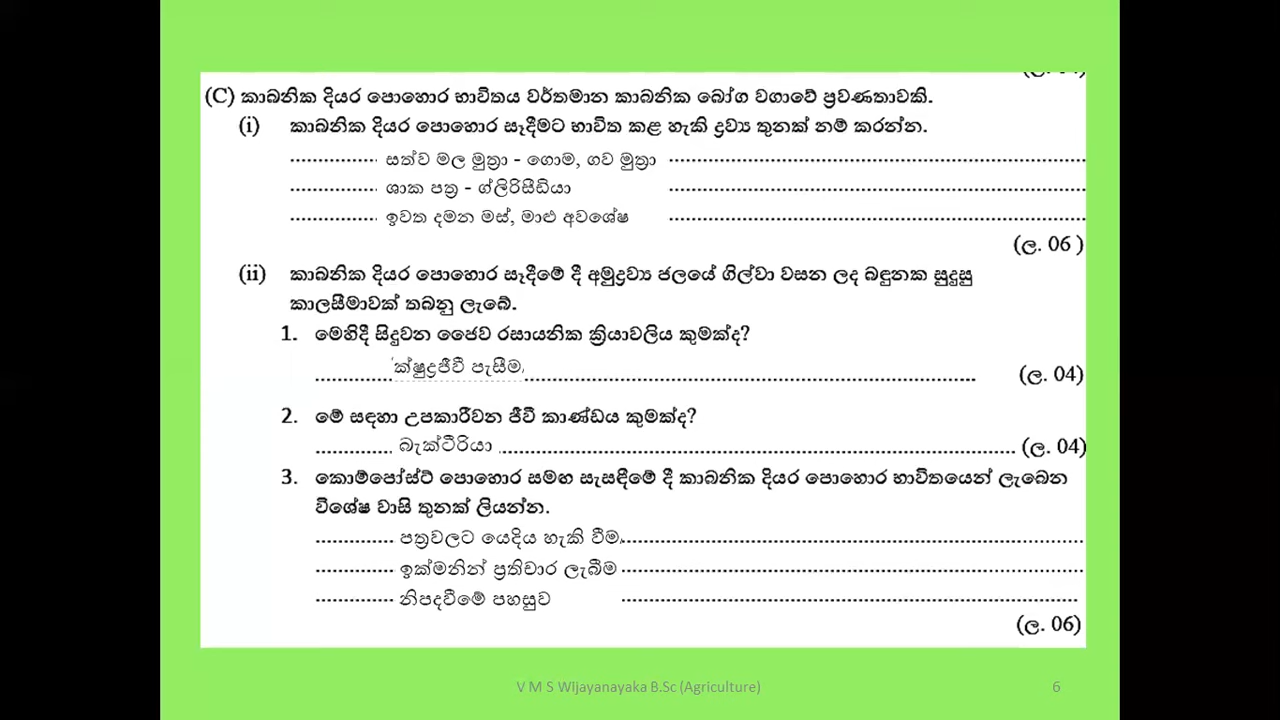 (C) කාබනික දියර පොහොර භාවිතය වර්තමාන කාබනික බෝග වගාවේ ප්‍රවණතාවකි.
(i) කාබනික දියර පොහොර සෑදීමට භාවිත කළ හැකි ද්‍රව්‍ය තුනක් නම් කරන්න.
................ සත්ව මල මුත්‍රා - ගොම, ගව මුත්‍රා ................
................ ශාක පත්‍ර - ග්ලිරිසීඩියා ................
................ ඉවත දමන මස්, මාළු අවශේෂ ................
(ල. 06 )
(ii) කාබනික දියර පොහොර සෑදීමේ දී අමුද්‍රව්‍ය ජලයේ ගිල්වා වසන ලද බඳුනක සුදුසු
කාලසීමාවක් තබනු ලැබේ.
1. මෙහිදී සිදුවන ජෛව රසායනික ක්‍රියාවලිය කුමක්ද?
................ ක්ෂුද්‍රජීවී පැසීම ................ (ල. 04)
2. මේ සඳහා උපකාරීවන ජීවී කාණ්ඩය කුමක්ද?
................ බැක්ටීරියා ................ (ල. 04)
3. කොම්පෝස්ට් පොහොර සමඟ සැසඳීමේ දී කාබනික දියර පොහොර භාවිතයෙන් ලැබෙන
විශේෂ වාසි තුනක් ලියන්න.
................ පත්‍රවලට යෙදිය හැකි වීම ................
................ ඉක්මනින් ප්‍රතිචාර ලැබීම ................
................ නිපදවීමේ පහසුව ................
(ල. 06)
V M S Wijayanayaka B.Sc (Agriculture) 6